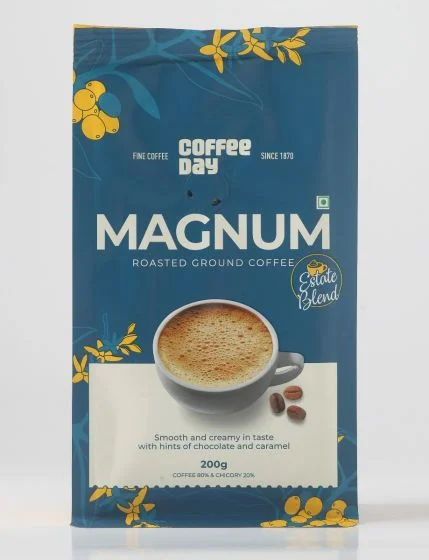 FINE COFFEE
COFFEE
DAY
SINCE 1870
MAGNUM
ROASTED GROUND COFFEE
Estate
Blend
Smooth and creamy in taste
with hints of chocolate and caramel
200g
COFFEE 80% & CHICORY 20%